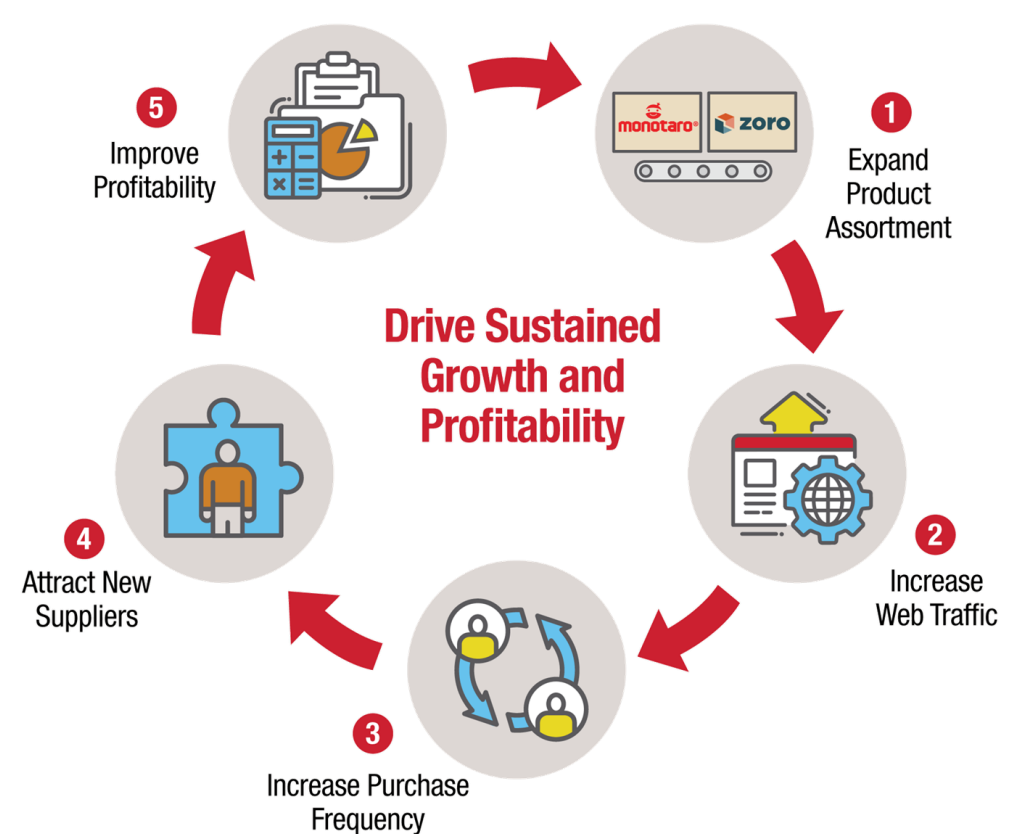 5
Improve
Profitability
monotaro®
zoro
1
Expand
Product
Assortment
Drive Sustained
Growth and
Profitability
4
Attract New
Suppliers
2
Increase
Web Traffic
3
Increase Purchase
Frequency